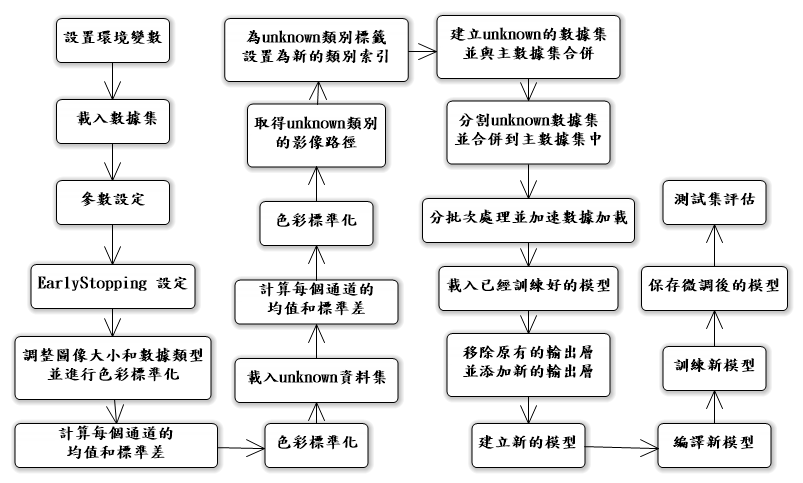 設置環境變數
載入數據集
參數設定
EarlyStopping 設定
調整圖像大小和數據類型
並進行色彩標準化
計算每個通道的
均值和標準差
色彩標準化
載入unknown資料集
計算每個通道的
均值和標準差
色彩標準化
取得unknown類別
的影像路徑
為unknown類別標籤
設置為新的類別索引
建立unknown的數據集
並與主數據集合併
分割unknown數據集
並合併到主數據集中
分批次處理並加速數據加載
載入已經訓練好的模型
移除原有的輸出層
並添加新的輸出層
建立新的模型
編譯新模型
訓練新模型
保存微調後的模型
測試集評估